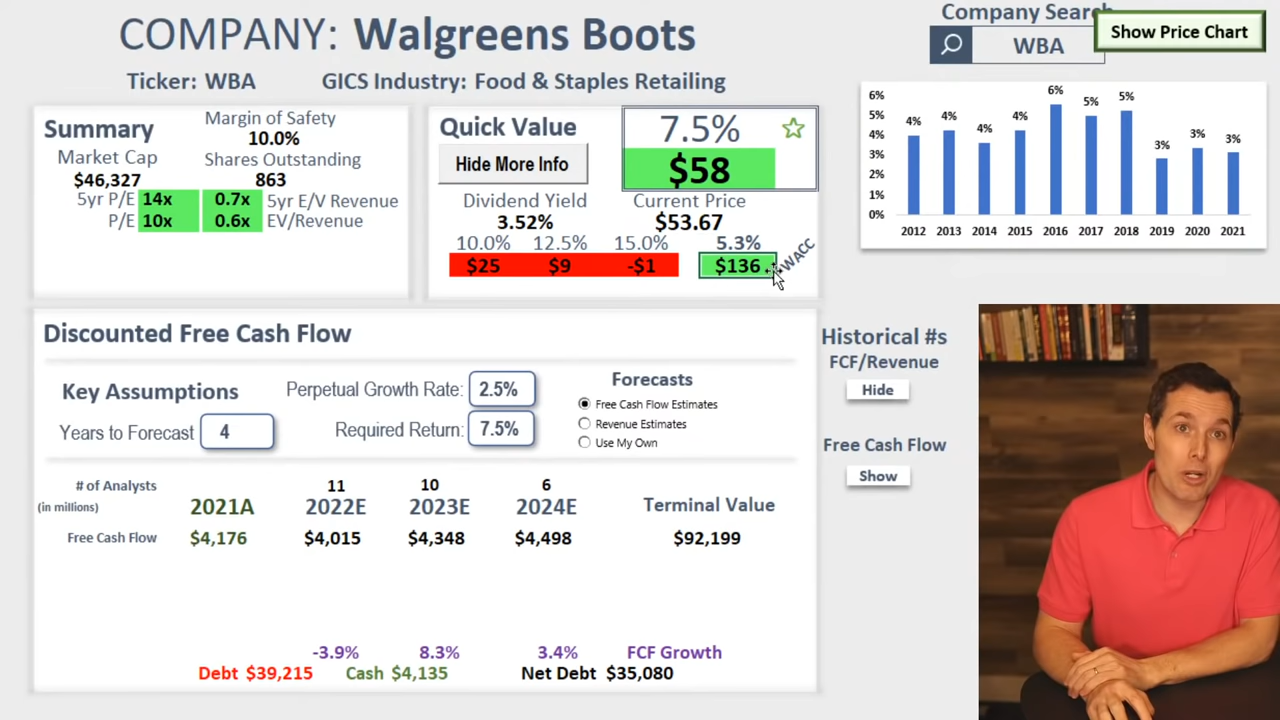 COMPANY: Walgreens Boots
Ticker: WBA GICS Industry: Food & Staples Retailing
Company Search
WBA
Show Price Chart
Summary
Margin of Safety
10.0%
Market Cap Shares Outstanding
$46,327 863
5yr P/E 14x 0.7x 5yr E/V Revenue
P/E 10x 0.6x EV/Revenue
Quick Value
Hide More Info
7.5%
$58
Dividend Yield Current Price
3.52% $53.67
10.0% 12.5% 15.0% 5.3%
$25 $9 -$1 $136
WACC
6%
5%
4%
3%
2%
1%
0%
4% 4% 4% 4% 6% 5% 5% 3% 3% 3%
2012 2013 2014 2015 2016 2017 2018 2019 2020 2021
Discounted Free Cash Flow
Key Assumptions
Years to Forecast 4
Perpetual Growth Rate: 2.5%
Required Return: 7.5%
Forecasts
Free Cash Flow Estimates
Revenue Estimates
Use My Own
# of Analysts 11 10 6
(in millions) 2021A 2022E 2023E 2024E Terminal Value
Free Cash Flow $4,176 $4,015 $4,348 $4,498 $92,199
-3.9% 8.3% 3.4% FCF Growth
Debt $39,215 Cash $4,135 Net Debt $35,080
Historical #s
FCF/Revenue
Hide
Free Cash Flow
Show